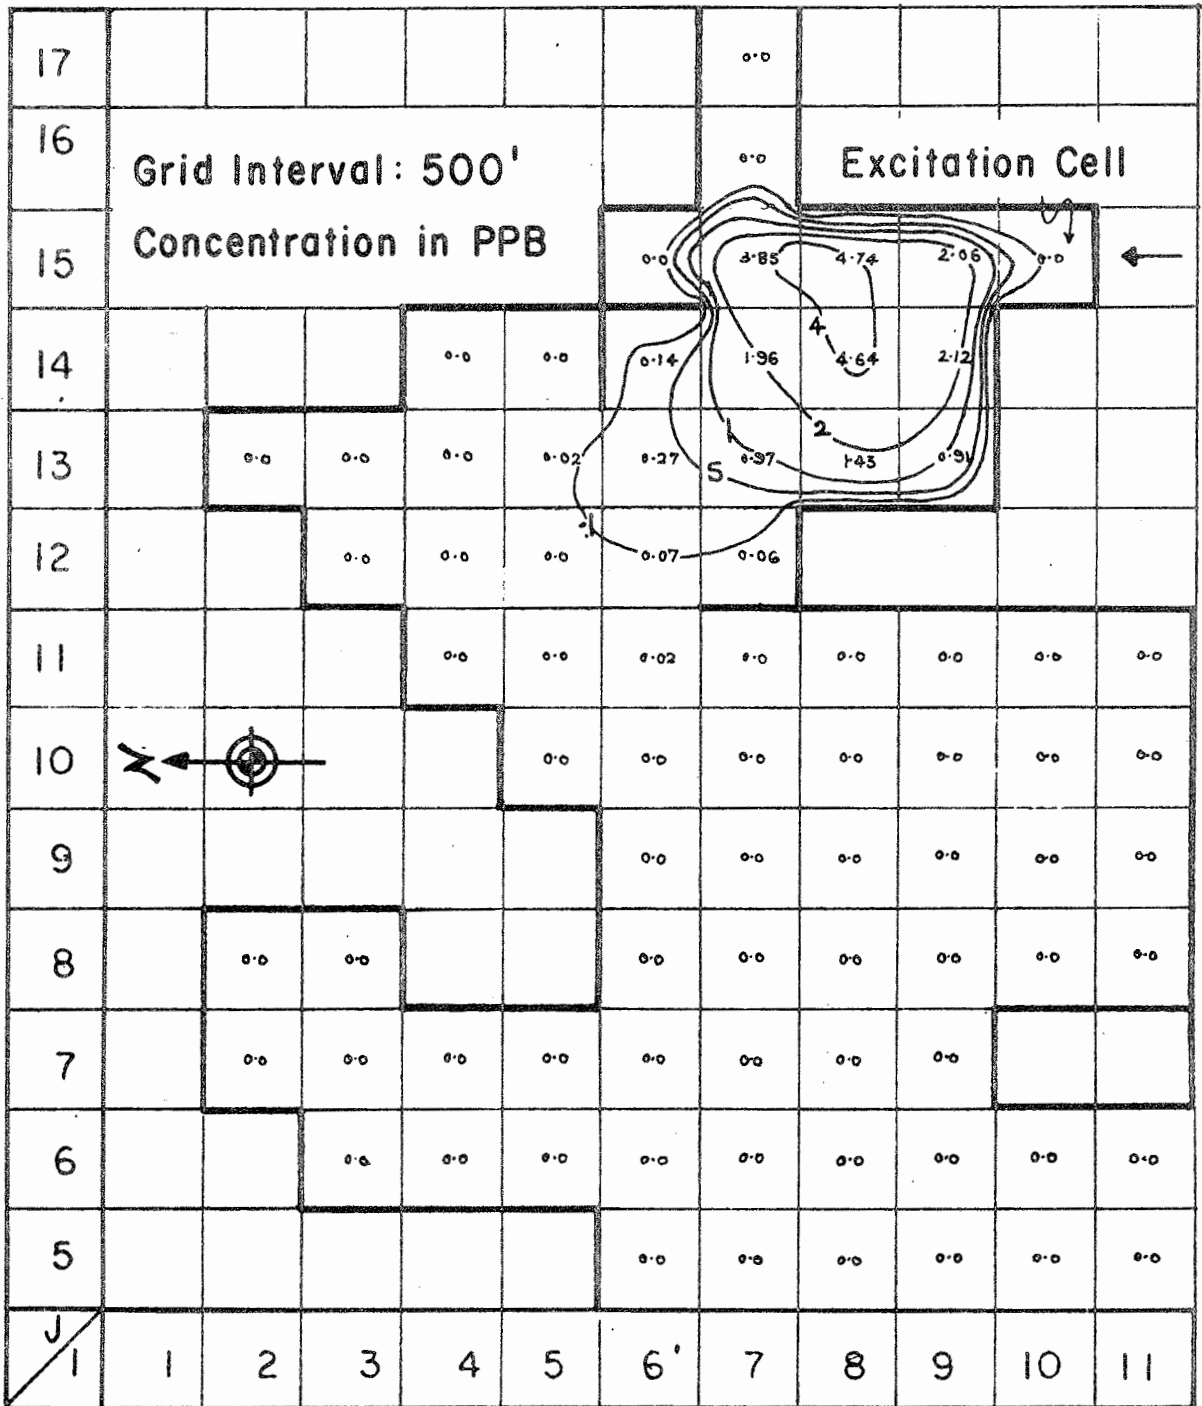 17 0.0
16 Grid Interval: 500' 0.0 Excitation Cell
Concentration in PPB
15 0.0 3.85 4.74 2.06 0.0
4
14 0.0 0.0 0.14 1.96 4.64 2.12
1 2
13 0.0 0.0 0.0 0.02 0.27 0.97 1.43 0.91
5
.1
12 0.0 0.0 0.0 0.07 0.06
11 0.0 0.0 0.02 0.0 0.0 0.0 0.0 0.0
10 N 0.0 0.0 0.0 0.0 0.0 0.0 0.0
9 0.0 0.0 0.0 0.0 0.0 0.0
8 0.0 0.0 0.0 0.0 0.0 0.0 0.0 0.0
7 0.0 0.0 0.0 0.0 0.0 0.0 0.0 0.0
6 0.0 0.0 0.0 0.0 0.0 0.0 0.0 0.0 0.0
5 0.0 0.0 0.0 0.0 0.0 0.0
J I 1 2 3 4 5 6' 7 8 9 10 11